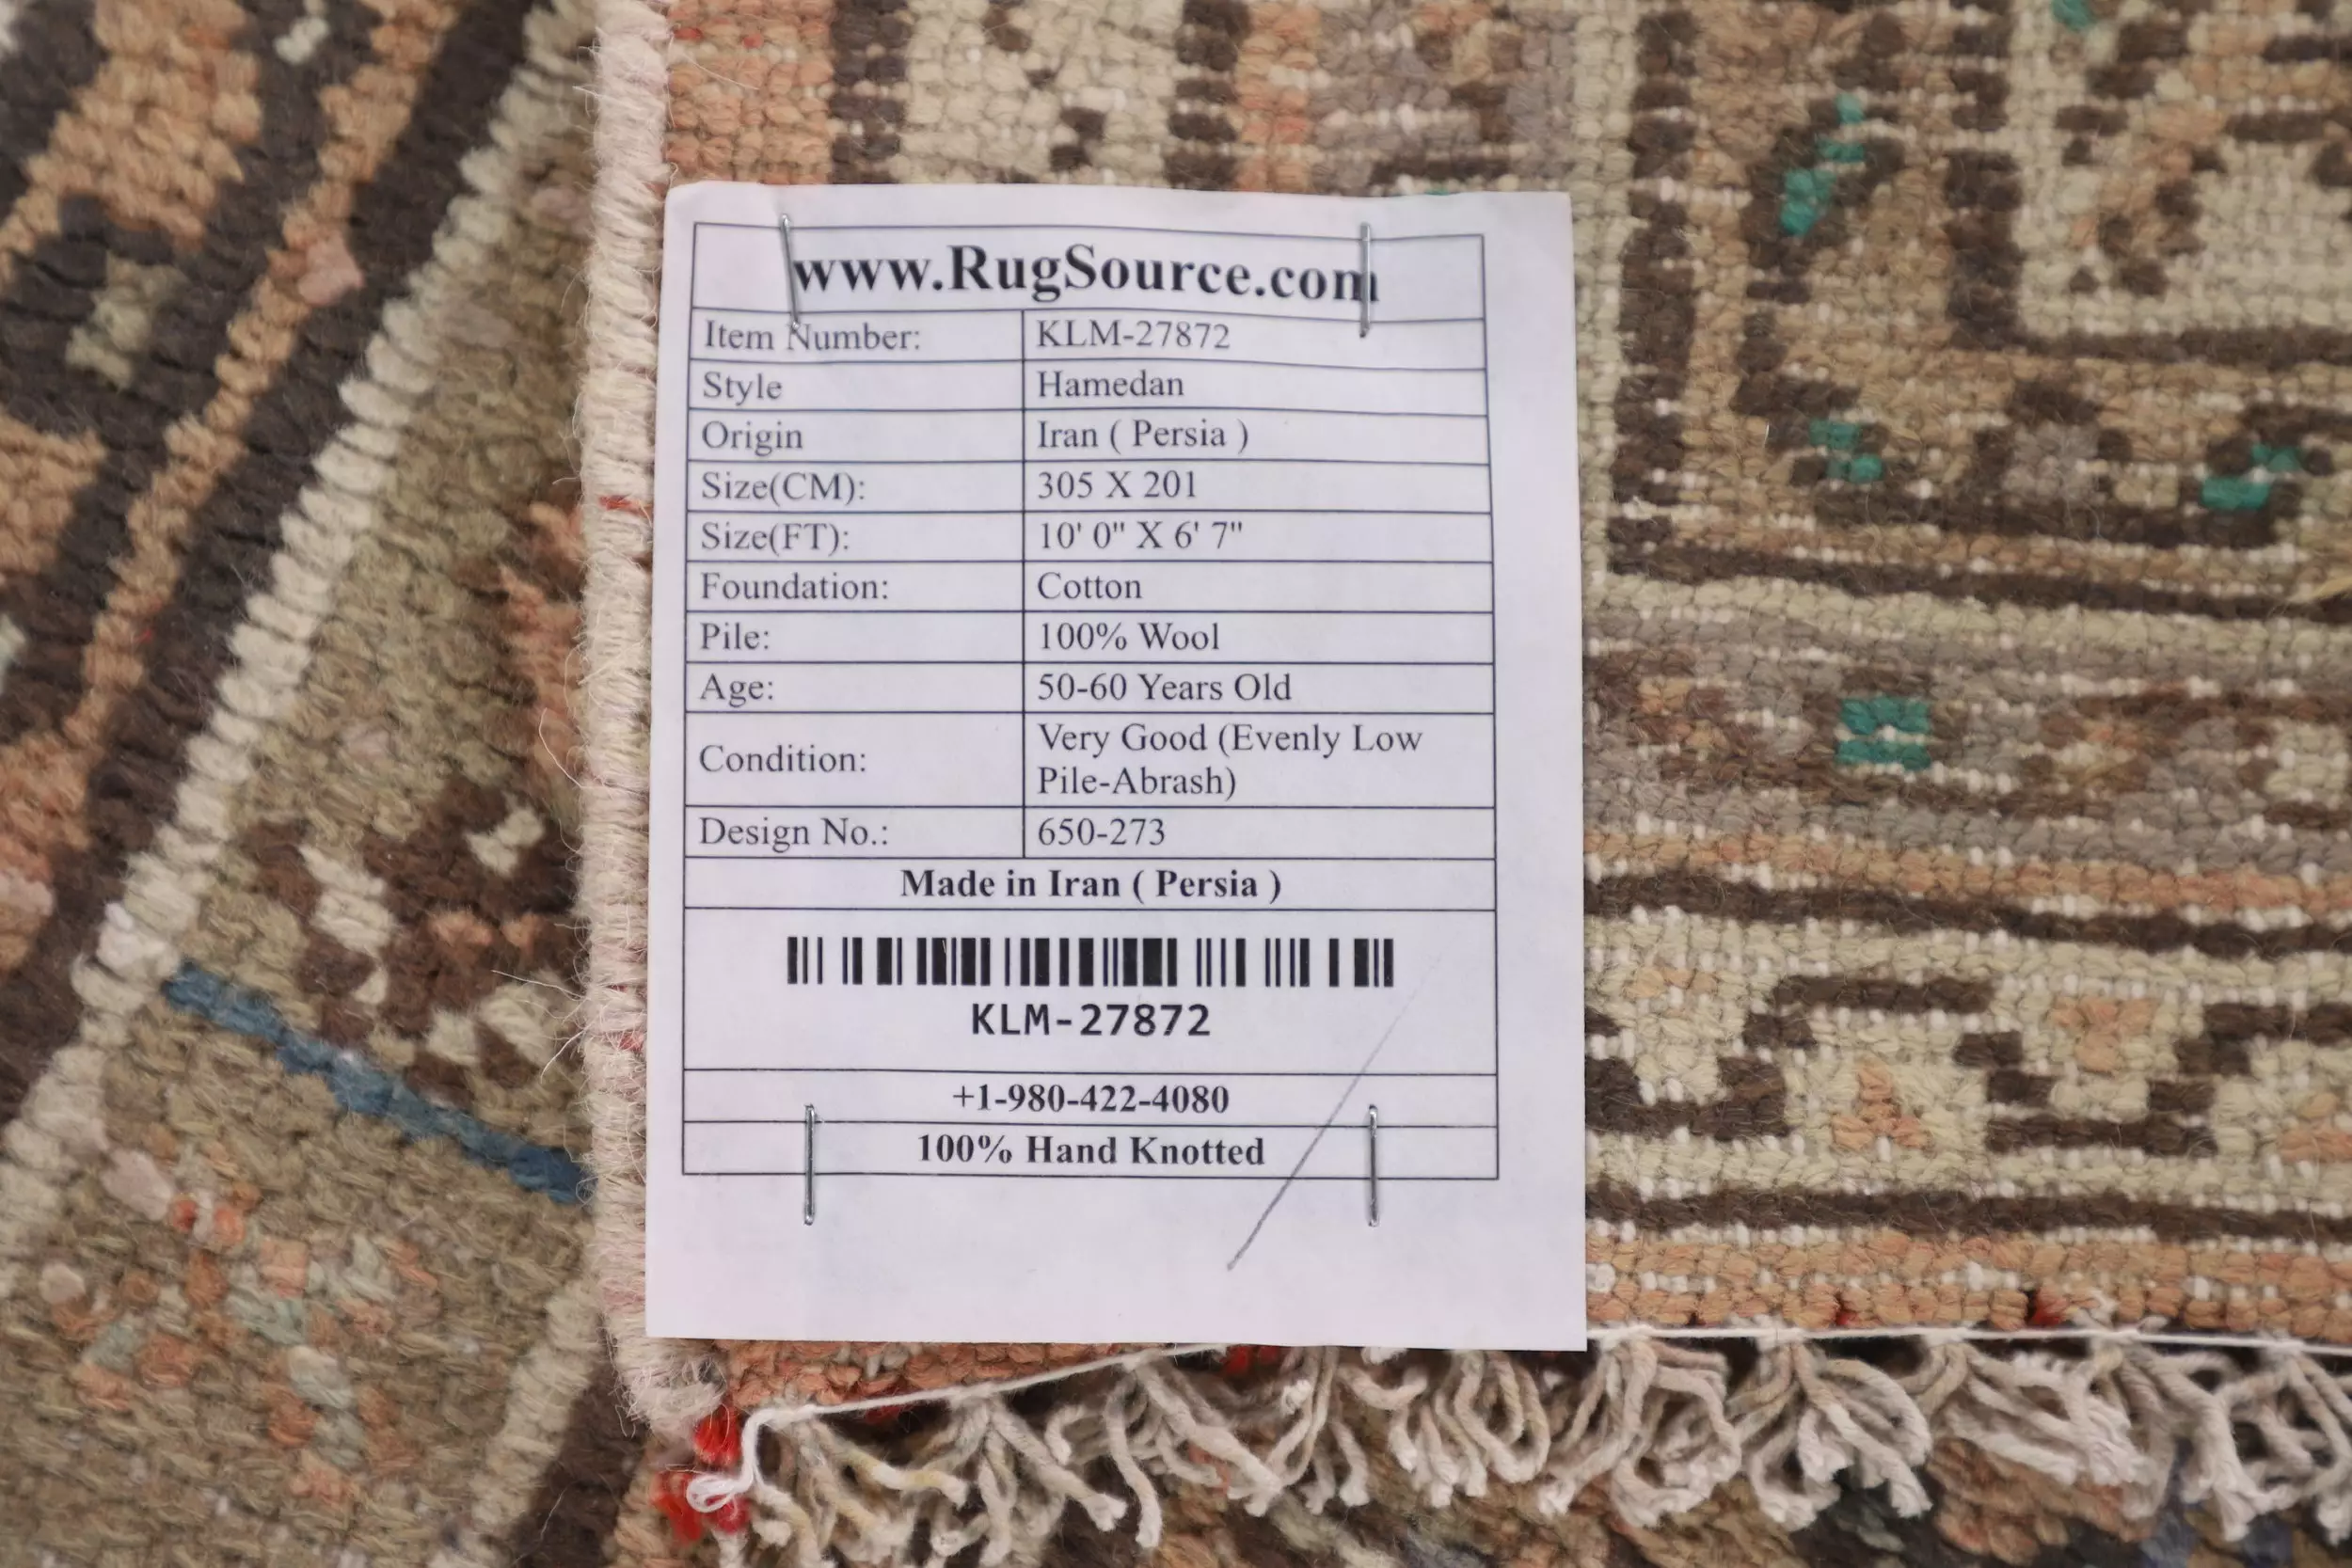 www.RugSource.com
Item Number: KLM-27872
Style Hamedan
Origin Iran ( Persia )
Size(CM): 305 X 201
Size(FT): 10' 0" X 6' 7"
Foundation: Cotton
Pile: 100% Wool
Age: 50-60 Years Old
Condition: Very Good (Evenly Low
Pile-Abrash)
Design No.: 650-273
Made in Iran ( Persia )
KLM-27872
+1-980-422-4080
100% Hand Knotted